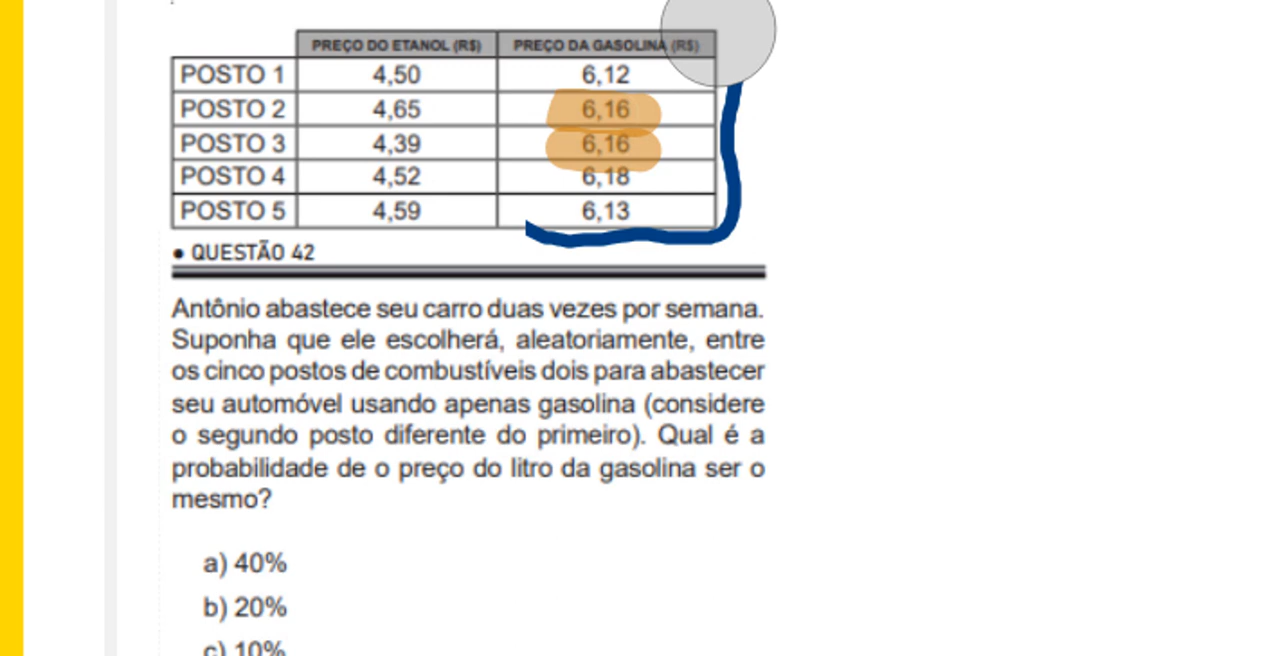 PREÇO DO ETANOL (R$) PREÇO DA GASOLINA (R$)
POSTO 1 4,50 6,12
POSTO 2 4,65 6,16
POSTO 3 4,39 6,16
POSTO 4 4,52 6,18
POSTO 5 4,59 6,13
• QUESTÃO 42
Antônio abastece seu carro duas vezes por semana.
Suponha que ele escolherá, aleatoriamente, entre
os cinco postos de combustíveis dois para abastecer
seu automóvel usando apenas gasolina (considere
o segundo posto diferente do primeiro). Qual é a
probabilidade de o preço do litro da gasolina ser o
mesmo?
a) 40%
b) 20%
c) 10%